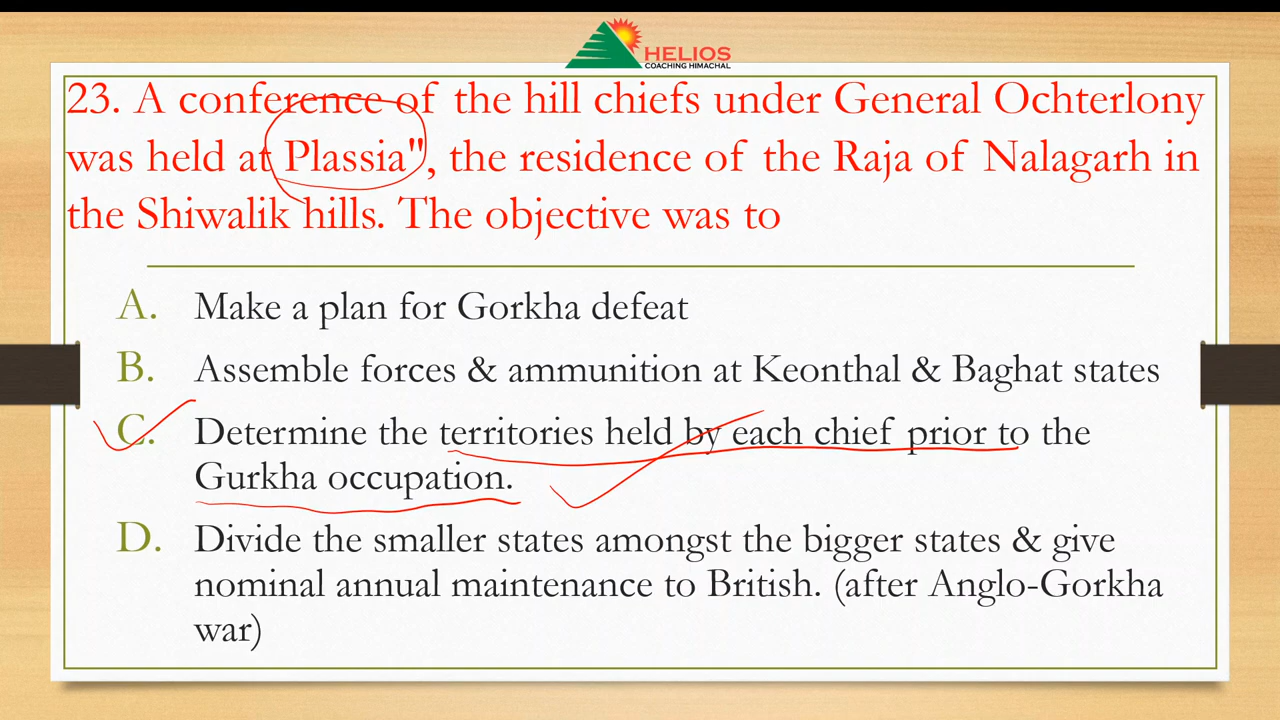 HELIOS
COACHING HIMACHAL
23. A conference of the hill chiefs under General Ochterlony
was held at Plassia", the residence of the Raja of Nalagarh in
the Shiwalik hills. The objective was to
A. Make a plan for Gorkha defeat
B. Assemble forces & ammunition at Keonthal & Baghat states
C. Determine the territories held by each chief prior to the
Gurkha occupation.
D. Divide the smaller states amongst the bigger states & give
nominal annual maintenance to British. (after Anglo-Gorkha
war)